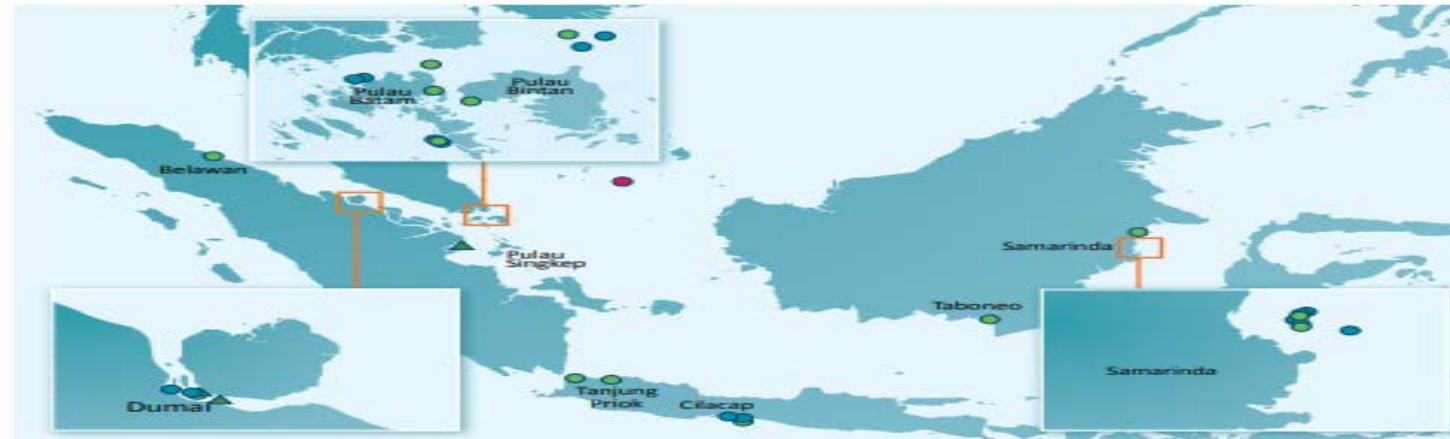 Pulau
Batam
Pulau
Bintan
Belawan
Pulau
Singkep
Samarinda
Taboneo
Samarinda
Dumai
Tanjung
Priok
Cilacap